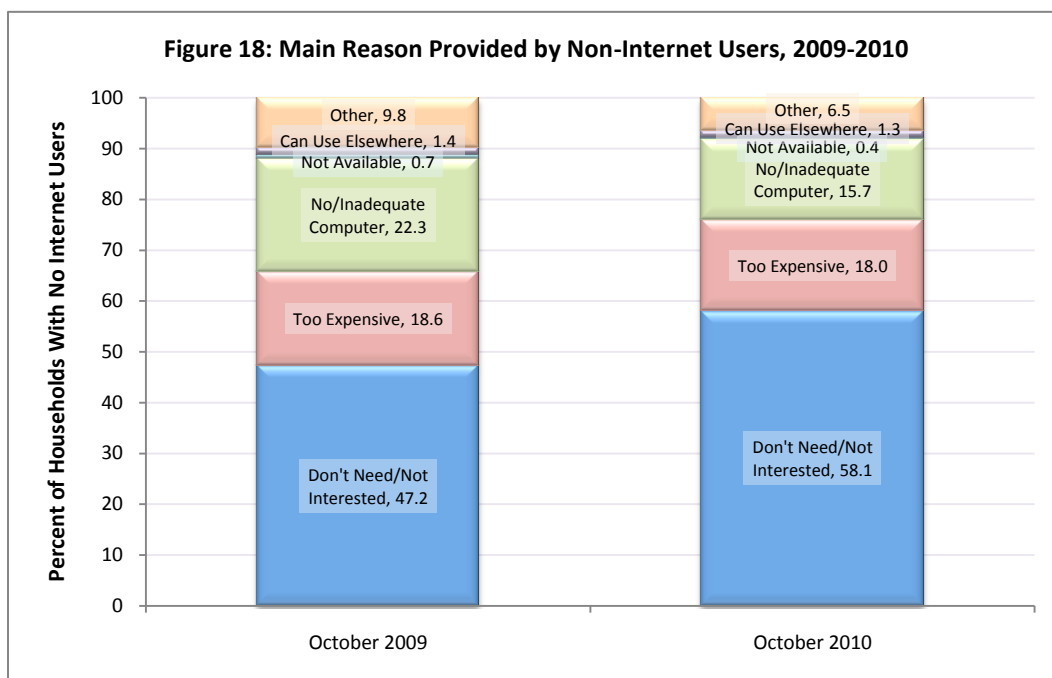 Figure 18: Main Reason Provided by Non-Internet Users, 2009-2010
Percent of Households With No Internet Users
100
90
80
70
60
50
40
30
20
10
0
Other, 9.8
Can Use Elsewhere, 1.4
Not Available, 0.7
No/Inadequate
Computer, 22.3
Too Expensive, 18.6
Don't Need/Not
Interested, 47.2
Other, 6.5
Can Use Elsewhere, 1.3
Not Available, 0.4
No/Inadequate
Computer, 15.7
Too Expensive, 18.0
Don't Need/Not
Interested, 58.1
October 2009
October 2010